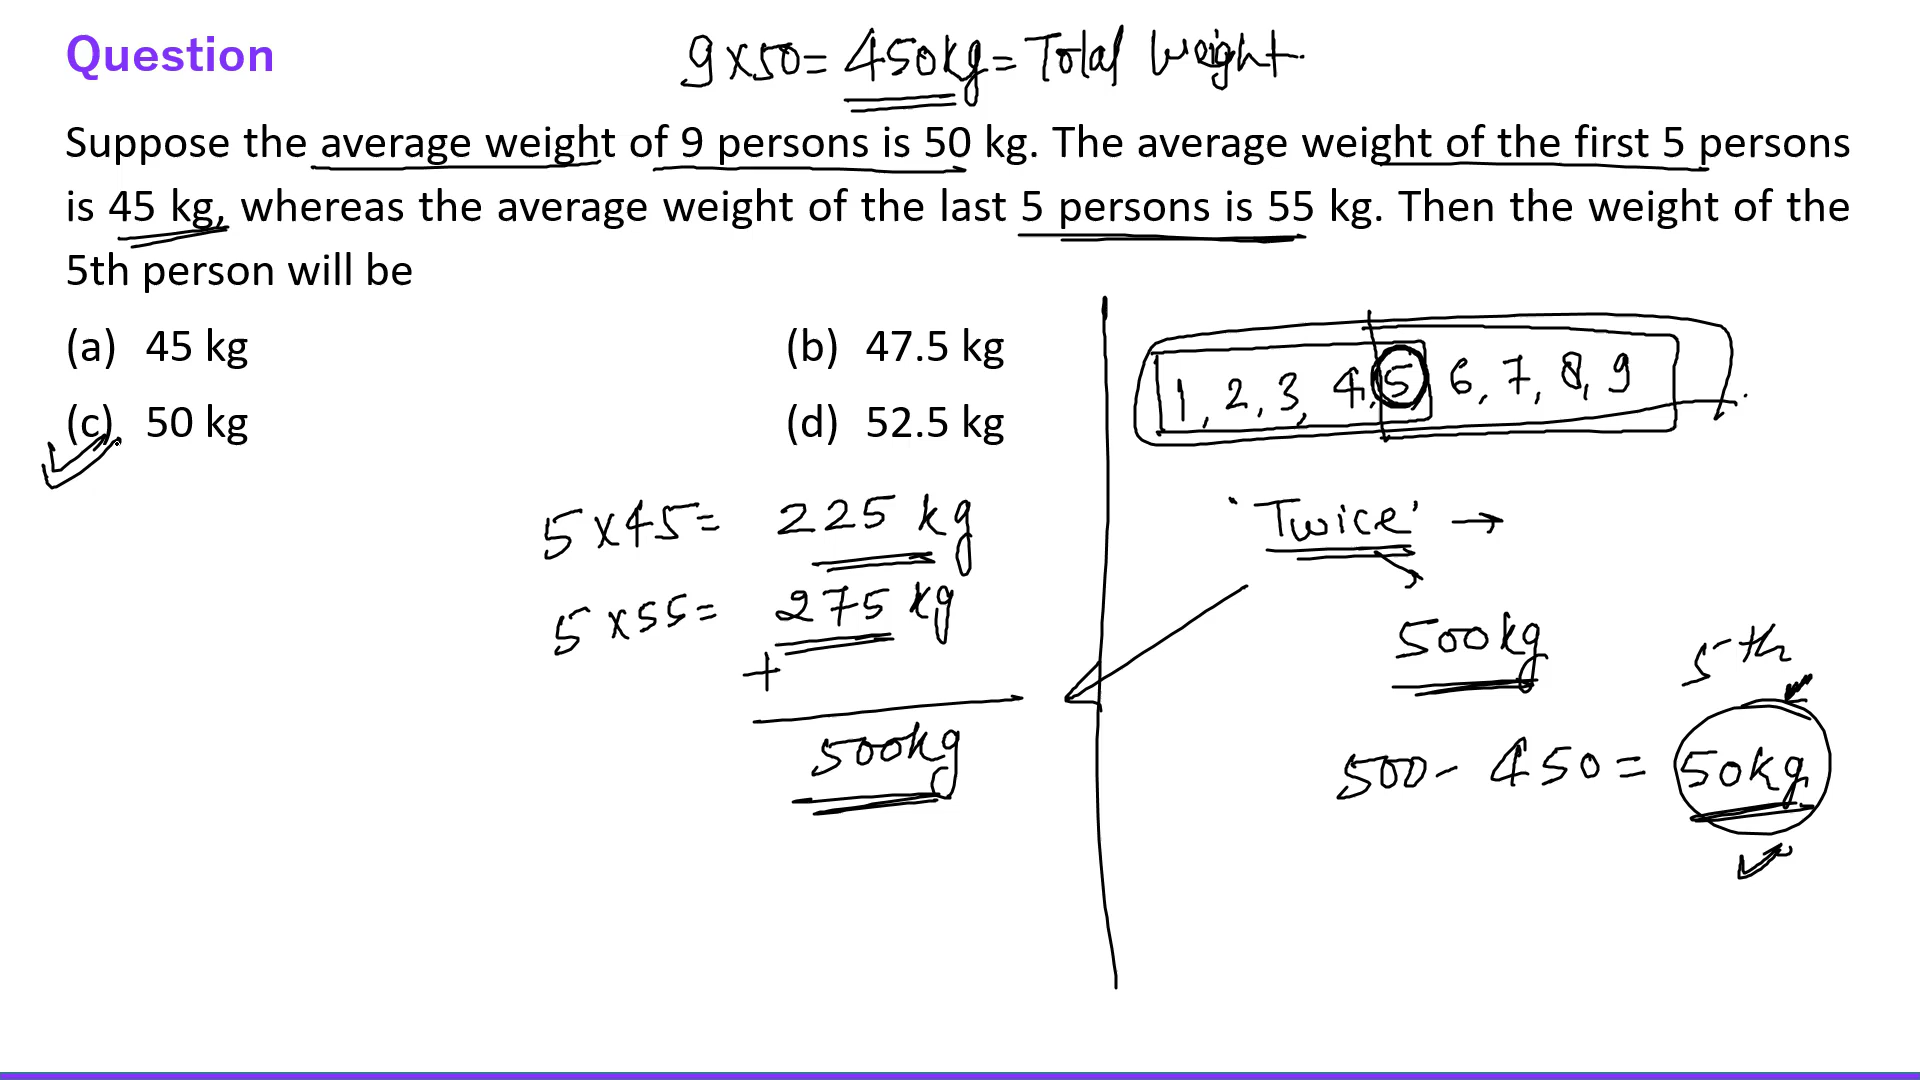 Question
9 x 50 = 450kg = Total Weight
Suppose the average weight of 9 persons is 50 kg. The average weight of the first 5 persons
is 45 kg, whereas the average weight of the last 5 persons is 55 kg. Then the weight of the
5th person will be
(a) 45 kg
(b) 47.5 kg
(c) 50 kg
(d) 52.5 kg
1, 2, 3, 4, 5 6, 7, 8, 9
5 x 45 = 225 kg
5 x 55 = 275 kg
+
500kg
'Twice' →
500kg
5th
500 - 450 = 50kg